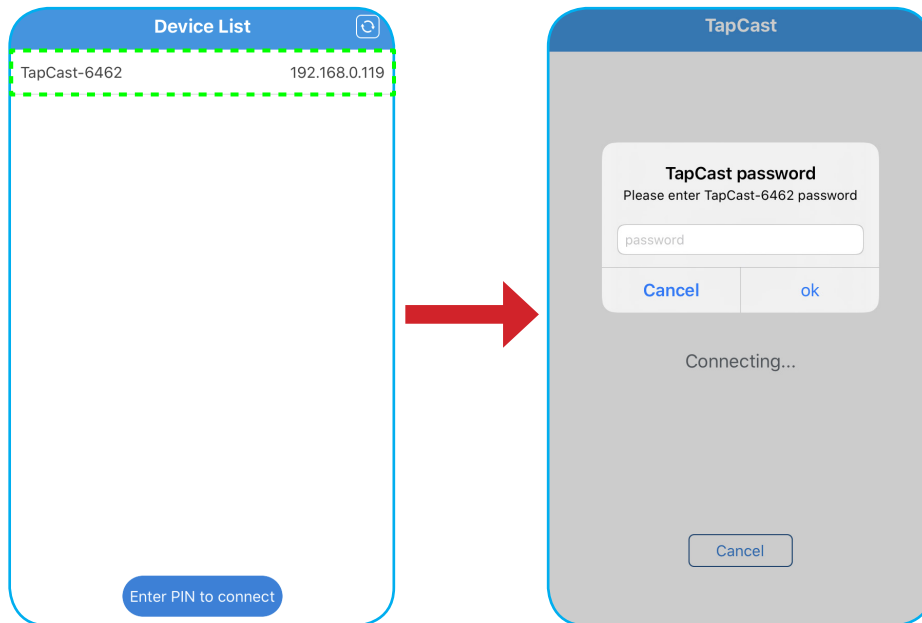 Device List
TapCast-6462 192.168.0.119
Enter PIN to connect
TapCast
TapCast password
Please enter TapCast-6462 password
password
Cancel ok
Connecting...
Cancel